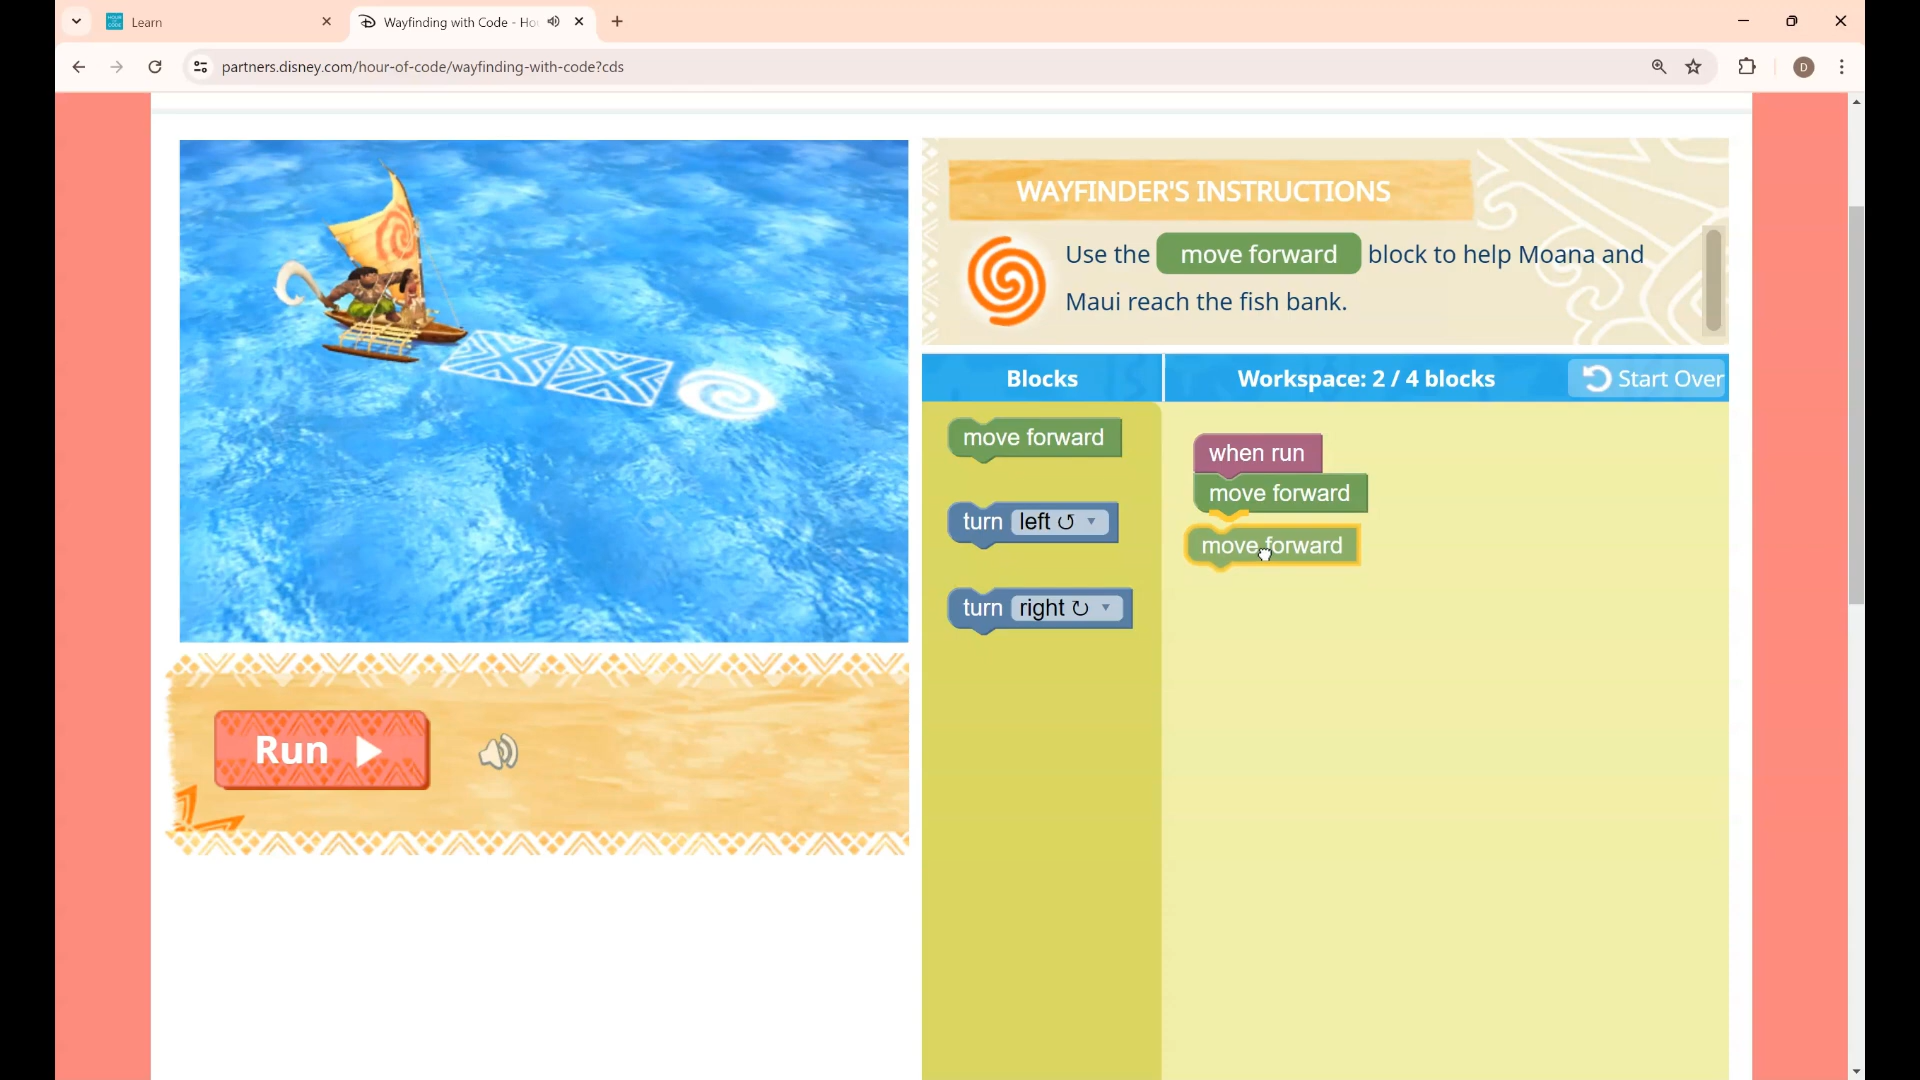 Learn
Wayfinding with Code - Ho
partners.disney.com/hour-of-code/wayfinding-with-code?cds
D
WAYFINDER'S INSTRUCTIONS
Use the move forward block to help Moana and
Maui reach the fish bank.
Blocks
Workspace: 2 / 4 blocks
Start Over
move forward
turn left
turn right
when run
move forward
move forward
Run